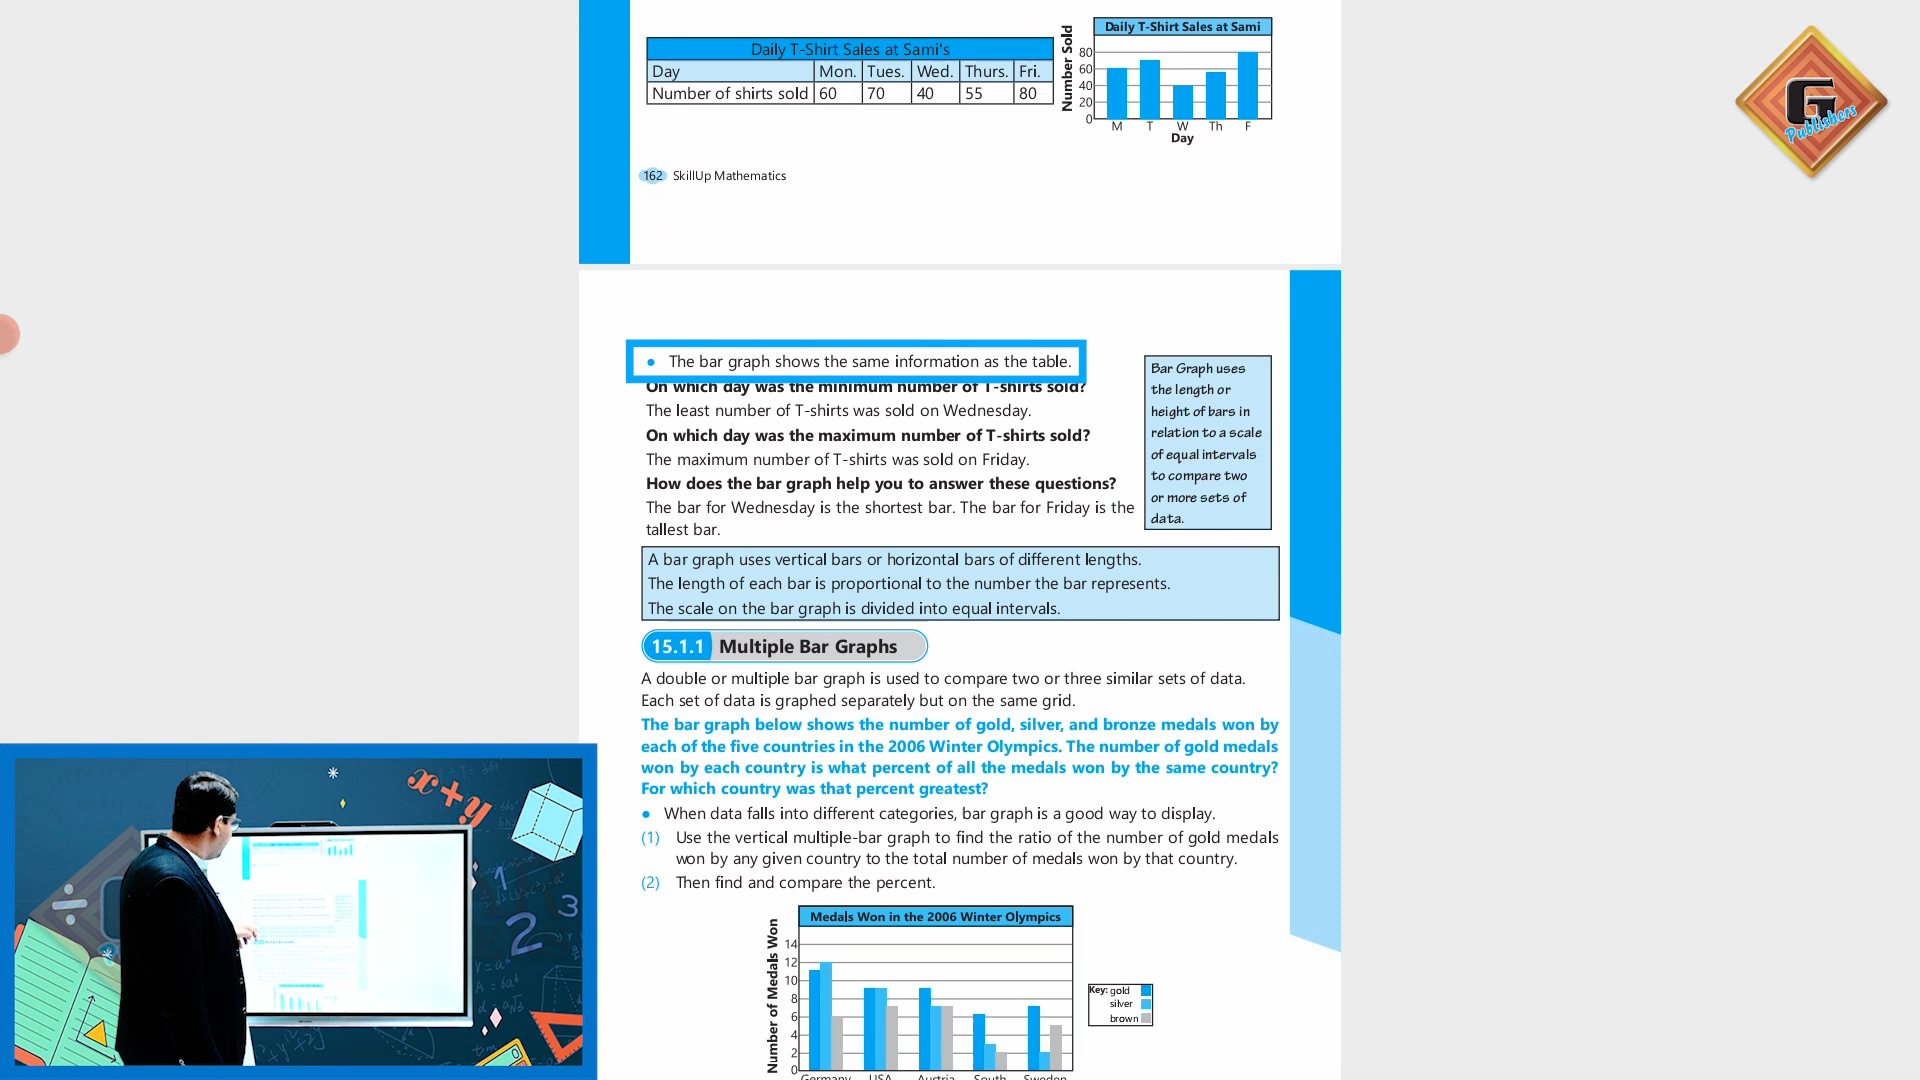 Daily T-Shirt Sales at Sami's
Day Mon. Tues. Wed. Thurs. Fri.
Number of shirts sold 60 70 40 55 80
Daily T-Shirt Sales at Sami
Number Sold
80
60
40
20
0
M T W Th F
Day
G
Publishers
162 SkillUp Mathematics
• The bar graph shows the same information as the table.
On which day was the minimum number of T-shirts sold?
The least number of T-shirts was sold on Wednesday.
On which day was the maximum number of T-shirts sold?
The maximum number of T-shirts was sold on Friday.
How does the bar graph help you to answer these questions?
The bar for Wednesday is the shortest bar. The bar for Friday is the
tallest bar.
Bar Graph uses
the length or
height of bars in
relation to a scale
of equal intervals
to compare two
or more sets of
data.
A bar graph uses vertical bars or horizontal bars of different lengths.
The length of each bar is proportional to the number the bar represents.
The scale on the bar graph is divided into equal intervals.
15.1.1 Multiple Bar Graphs
A double or multiple bar graph is used to compare two or three similar sets of data.
Each set of data is graphed separately but on the same grid.
The bar graph below shows the number of gold, silver, and bronze medals won by
each of the five countries in the 2006 Winter Olympics. The number of gold medals
won by each country is what percent of all the medals won by the same country?
For which country was that percent greatest?
• When data falls into different categories, bar graph is a good way to display.
(1) Use the vertical multiple-bar graph to find the ratio of the number of gold medals
won by any given country to the total number of medals won by that country.
(2) Then find and compare the percent.
Medals Won in the 2006 Winter Olympics
Number of Medals Won
14
12
10
8
6
4
2
0
Germany USA Austria South Sweden
Key: gold
silver
brown
x+y
1
2
3